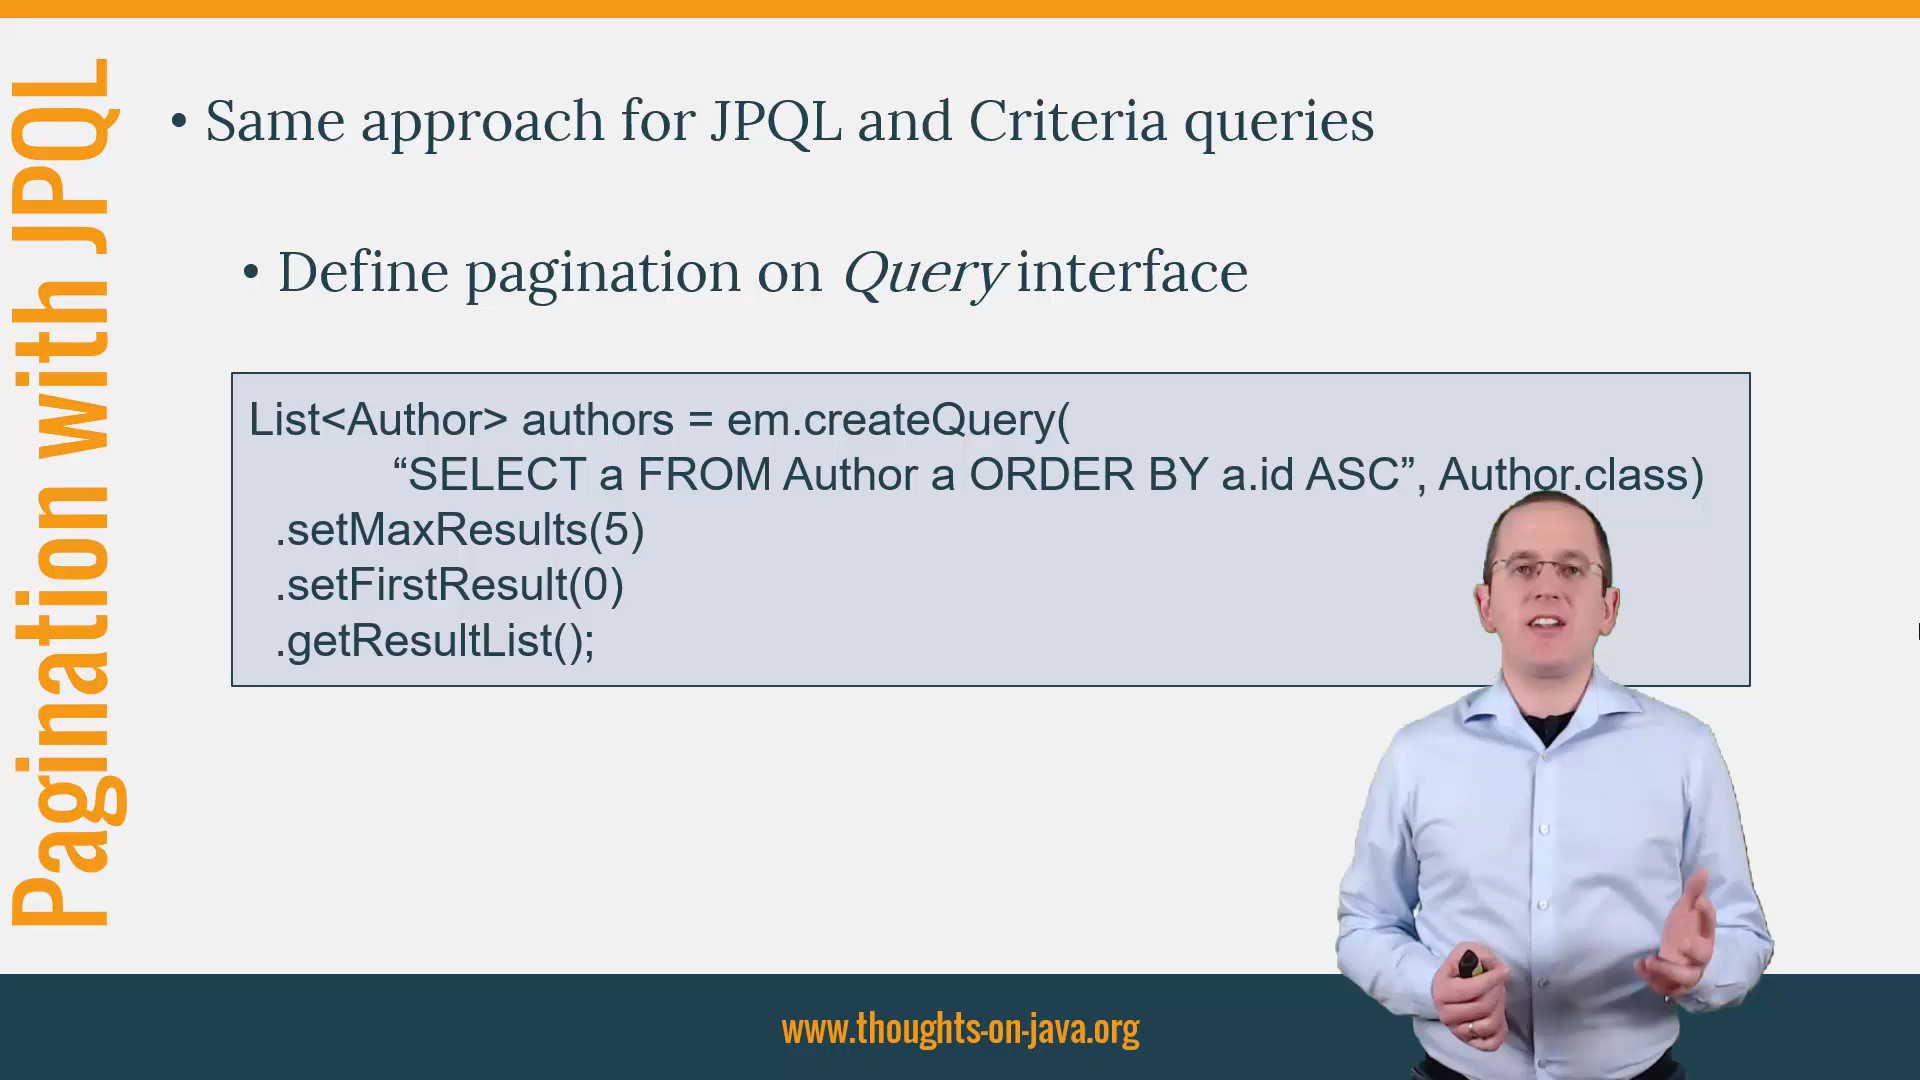 Pagination with JPQL
• Same approach for JPQL and Criteria queries
• Define pagination on Query interface
List<Author> authors = em.createQuery(
“SELECT a FROM Author a ORDER BY a.id ASC”, Author.class)
.setMaxResults(5)
.setFirstResult(0)
.getResultList();
www.thoughts-on-java.org